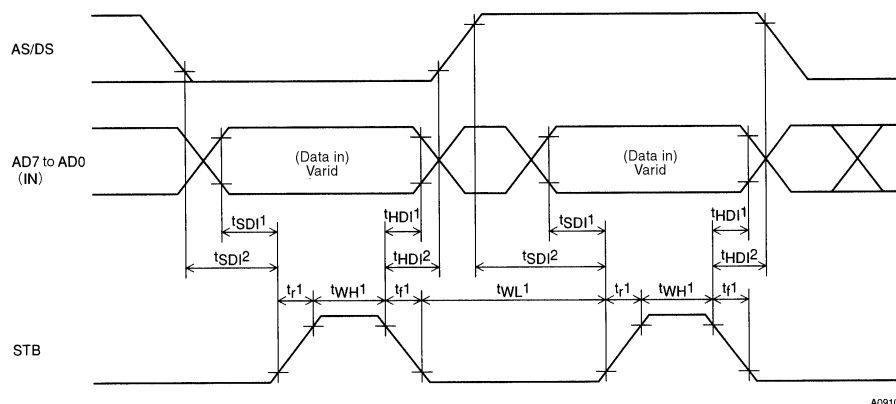 AS/DS
AD7 to AD0
(IN)
(Data in)
Varid
(Data in)
Varid
tSDI1
tHDI1
tSDI1
tHDI1
tSDI2
tHDI2
tSDI2
tHDI2
tr1
tWH1
tf1
tWL1
tr1
tWH1
tf1
STB